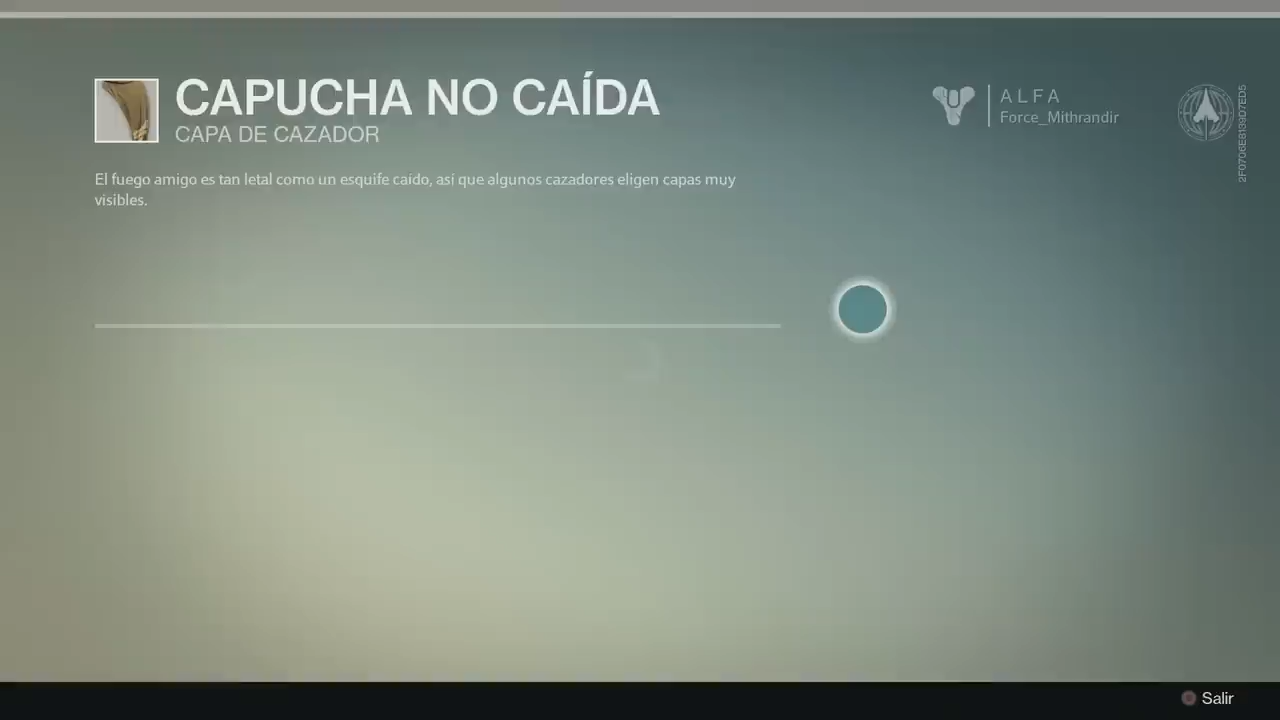 CAPUCHA NO CAÍDA
CAPA DE CAZADOR
El fuego amigo es tan letal como un esquife caído, así que algunos cazadores eligen capas muy
visibles.
ALFA
Force_Mithrandir
Salir